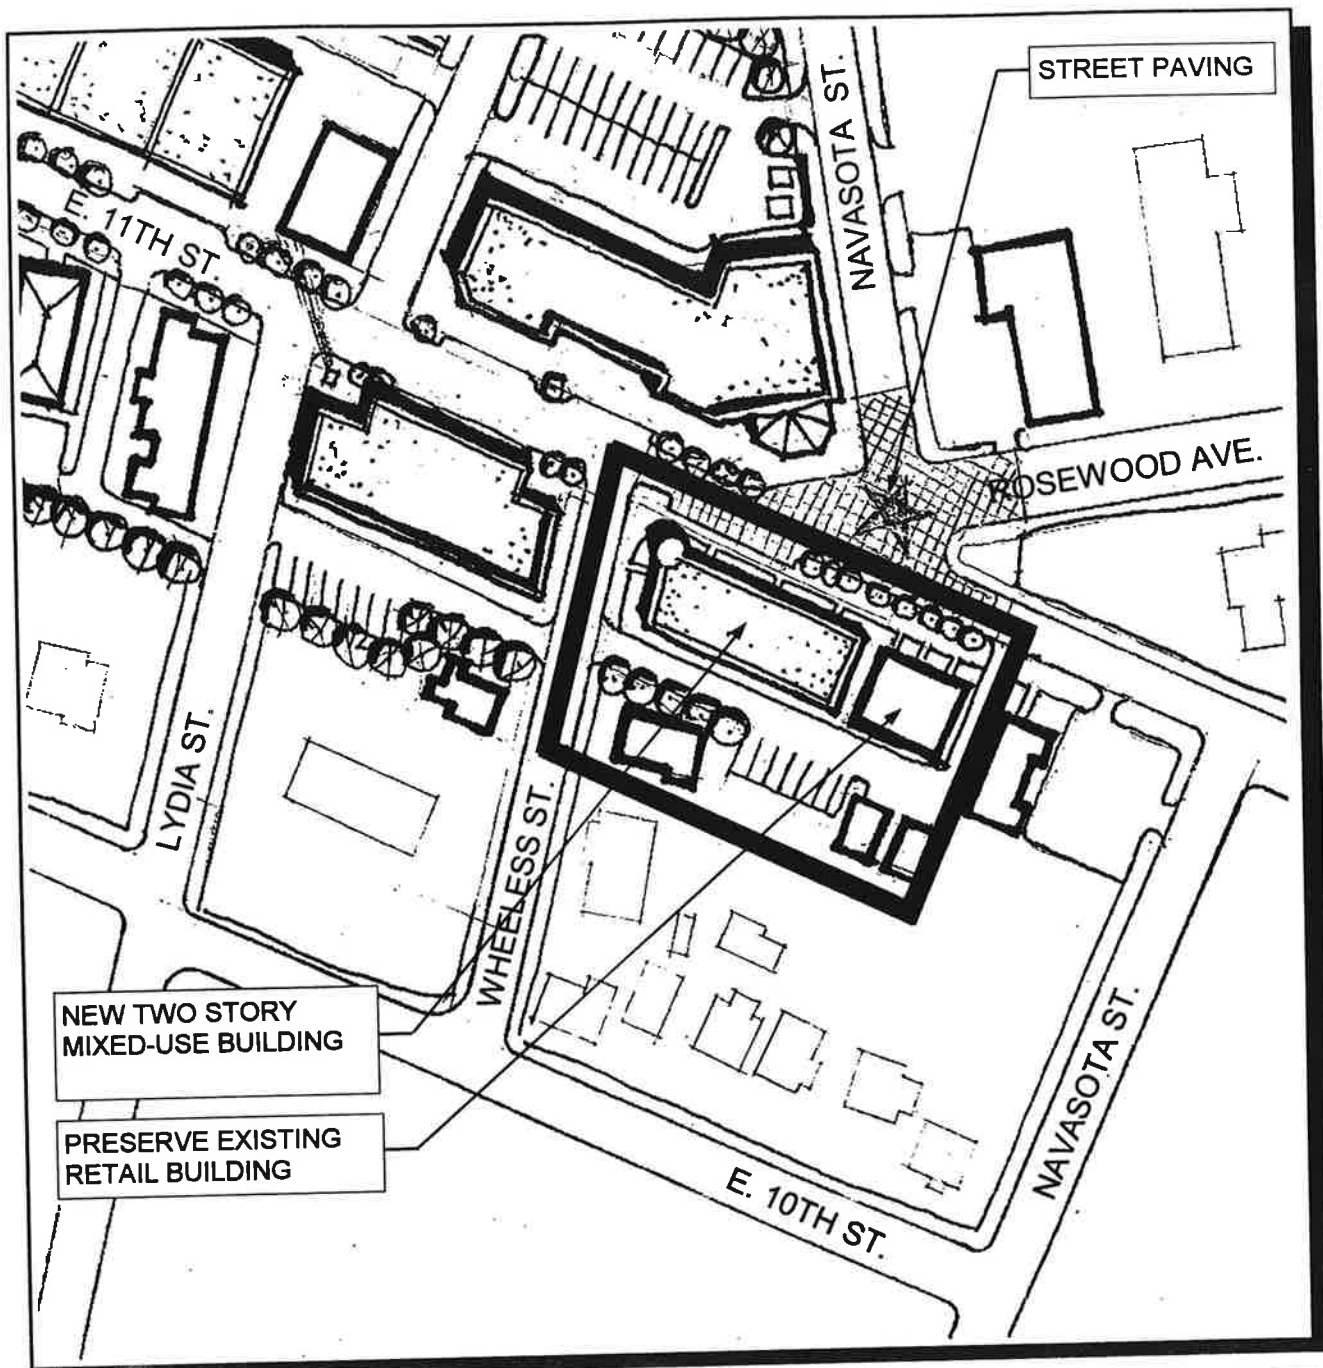 STREET PAVING
NAVASOTA ST.
E. 11TH ST.
ROSEWOOD AVE.
LYDIA ST.
WHEELESS ST.
NEW TWO STORY
MIXED-USE BUILDING
PRESERVE EXISTING
RETAIL BUILDING
E. 10TH ST.
NAVASOTA ST.